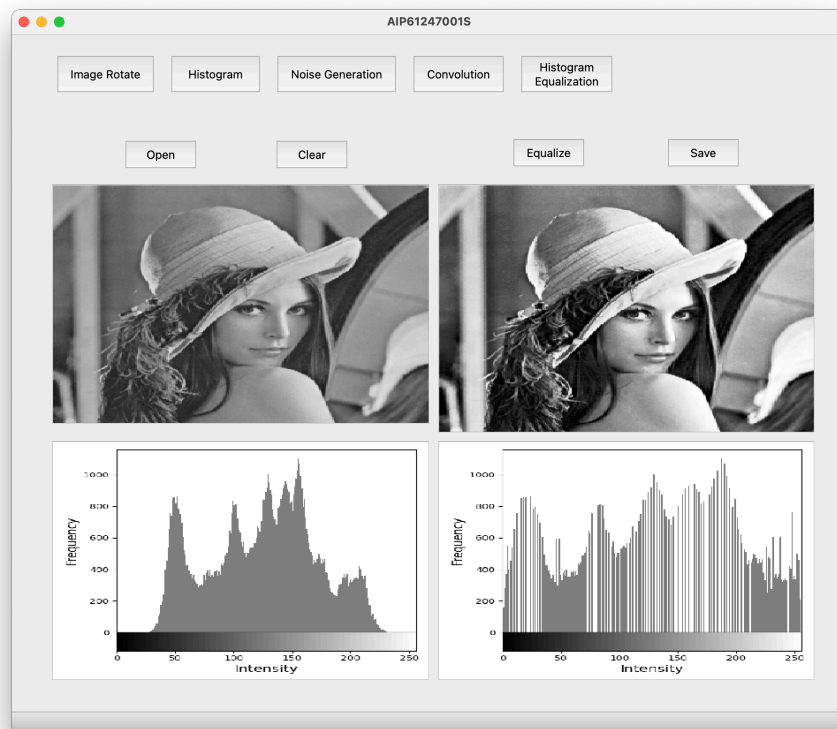 AIP61247001S
Image Rotate
Histogram
Noise Generation
Convolution
Histogram
Equalization
Open
Clear
Equalize
Save
1000
800
600
400
200
0
Frequency
0 50 100 150 200 250
Intensity
1000
800
600
400
200
0
Frequency
0 50 100 150 200 250
Intensity